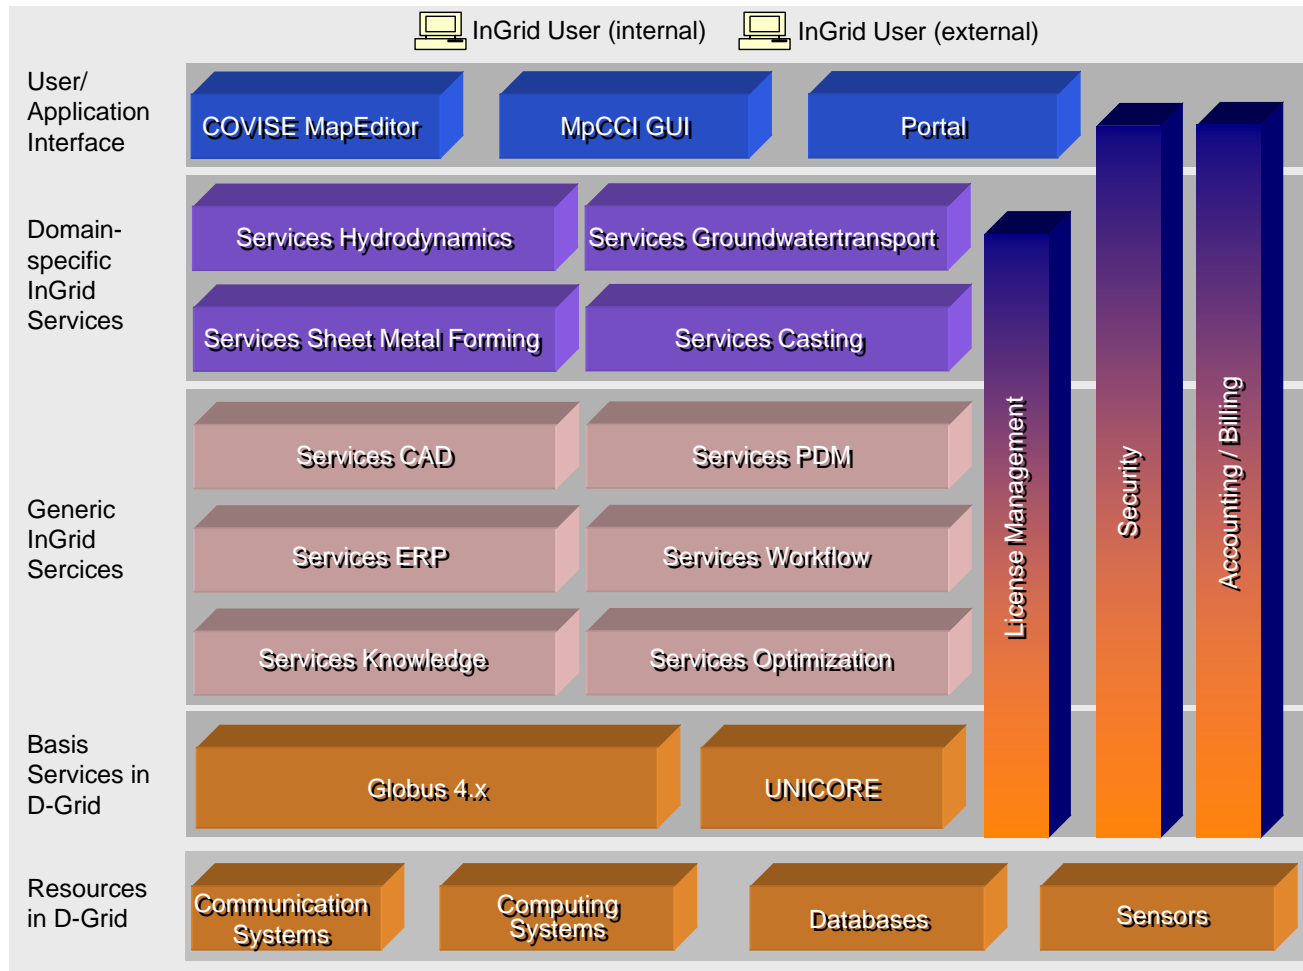 InGrid User (internal)
InGrid User (external)
User/
Application
Interface
COVISE MapEditor
MpCCI GUI
Portal
Domain-
specific
InGrid
Services
Services Hydrodynamics
Services Groundwatertransport
Services Sheet Metal Forming
Services Casting
Generic
InGrid
Sercices
Services CAD
Services PDM
Services ERP
Services Workflow
Services Knowledge
Services Optimization
License Management
Security
Accounting / Billing
Basis
Services in
D-Grid
Globus 4.x
UNICORE
Resources
in D-Grid
Communication
Systems
Computing
Systems
Databases
Sensors